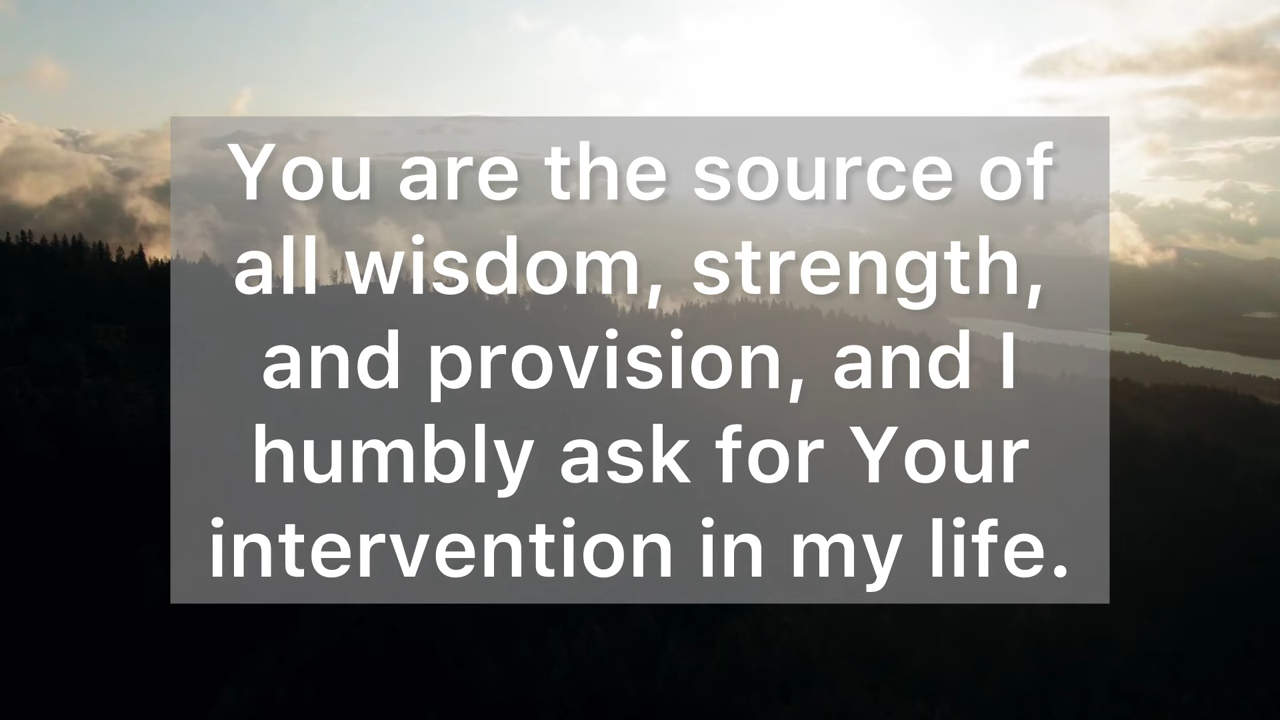 You are the source of
all wisdom, strength,
and provision, and I
humbly ask for Your
intervention in my life.